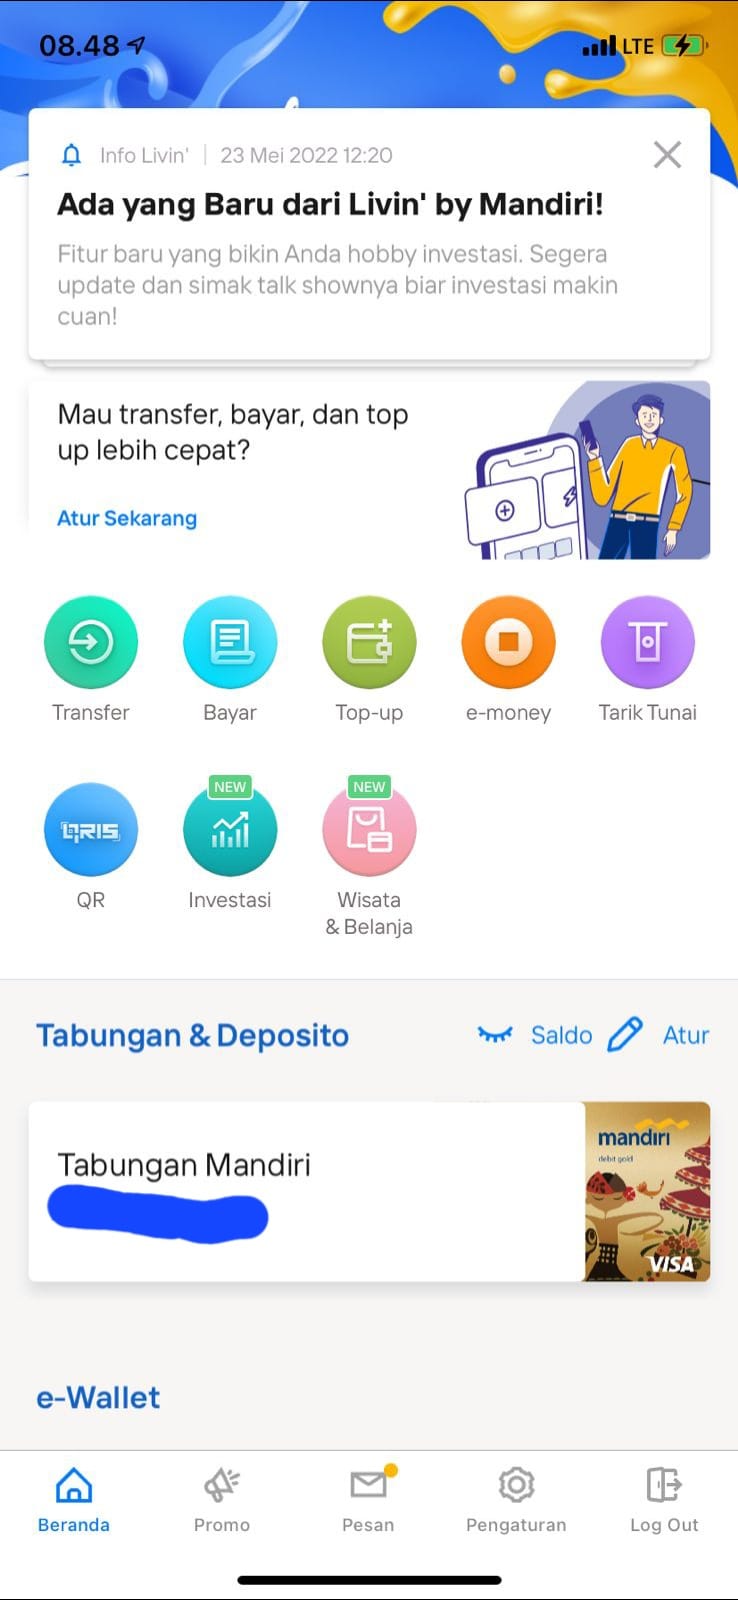 08.48
LTE
Info Livin' | 23 Mei 2022 12:20
Ada yang Baru dari Livin' by Mandiri!
Fitur baru yang bikin Anda hobby investasi. Segera
update dan simak talk shownya biar investasi makin
cuan!
Mau transfer, bayar, dan top
up lebih cepat?
Atur Sekarang
Transfer
Bayar
Top-up
e-money
Tarik Tunai
QRIS
NEW
NEW
QR
Investasi
Wisata
& Belanja
Tabungan & Deposito
Saldo
Atur
Tabungan Mandiri
mandırı
debit gold
VISA
e-Wallet
Beranda
Promo
Pesan
Pengaturan
Log Out